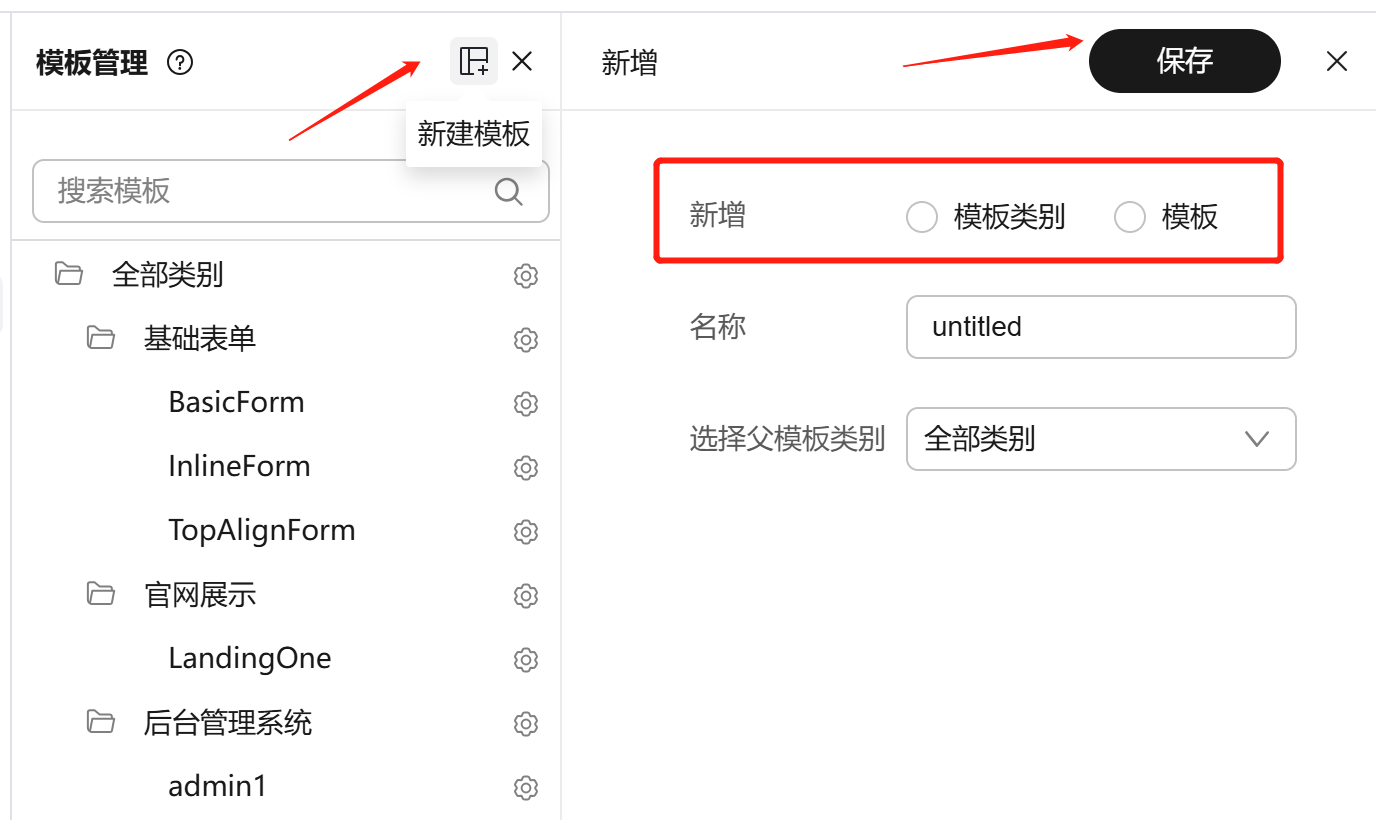 模板管理
新建模板
搜索模板
全部类别
基础表单
BasicForm
InlineForm
TopAlignForm
官网展示
LandingOne
后台管理系统
admin1
新增
保存
新增 模板类别 模板
名称 untitled
选择父模板类别 全部类别